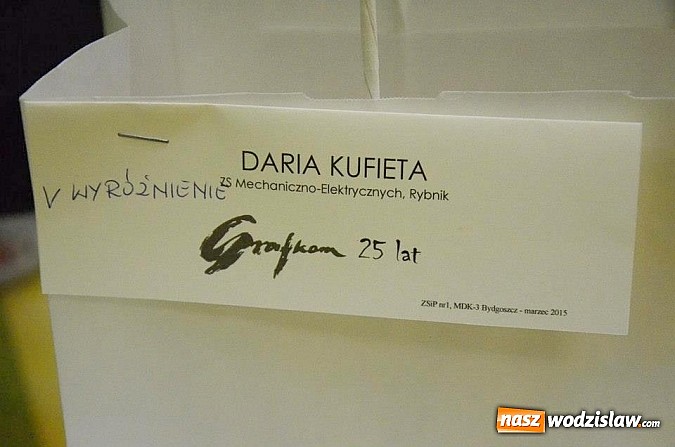 DARIA KUFIETA
ZS Mechaniczno-Elektrycznych, Rybnik
V WYRÓŻNIENIE
Grafkom 25 lat
ZSiP nr1, MDK-3 Bydgoszcz - marzec 2015
nasz wodzislaw.com